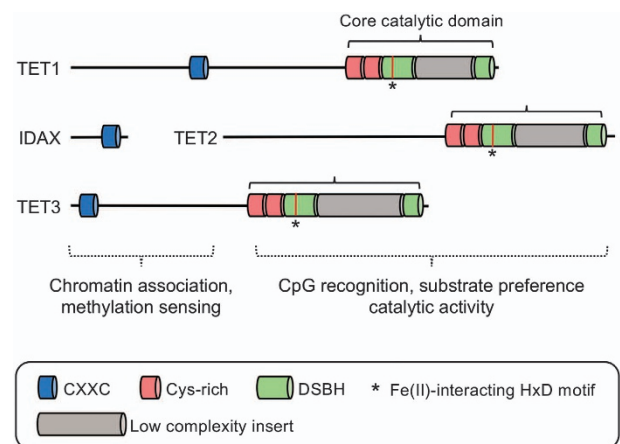 Core catalytic domain
TET1
*
IDAX TET2
*
TET3
*
Chromatin association,
methylation sensing
CpG recognition, substrate preference
catalytic activity
CXXC Cys-rich DSBH * Fe(II)-interacting HxD motif
Low complexity insert